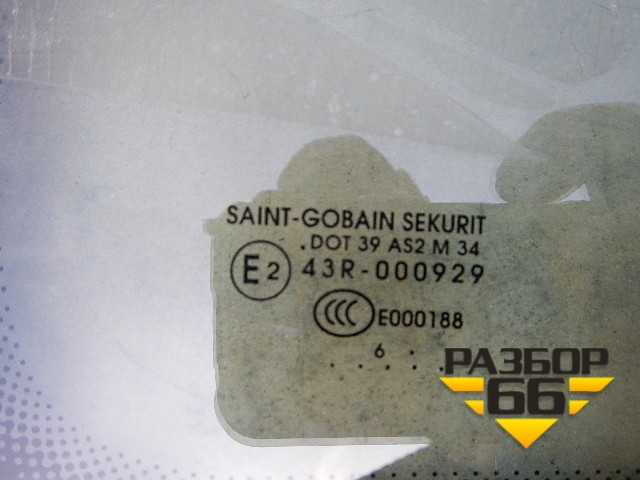 SAINT-GOBAIN SEKURIT
.DOT 39 AS2 M 34
E2 43R-000929
CCC E000188
6
РАЗБОР
66